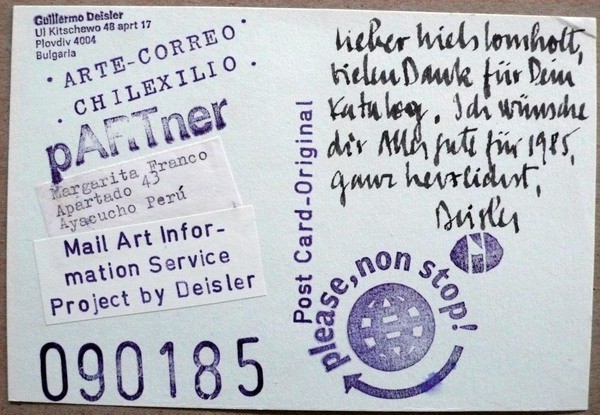 Guillermo Deisler
Ul Kitschewo 48 aprt 17
Plovdiv 4004
Bulgaria
· ARTE-CORREO ·
· CHILEXILIO ·
pARTner
Margarita Franco
Apartado 43
Ayacucho Perú
Mail Art Infor-
mation Service
Project by Deisler
090185
Post Card-Original
Lieber Niels Lomholt,
vielen Dank für Dein
Katalog. Ich wünsche
dir Alles gute für 1985,
ganz herzlichst,
Deisler
please, non stop!